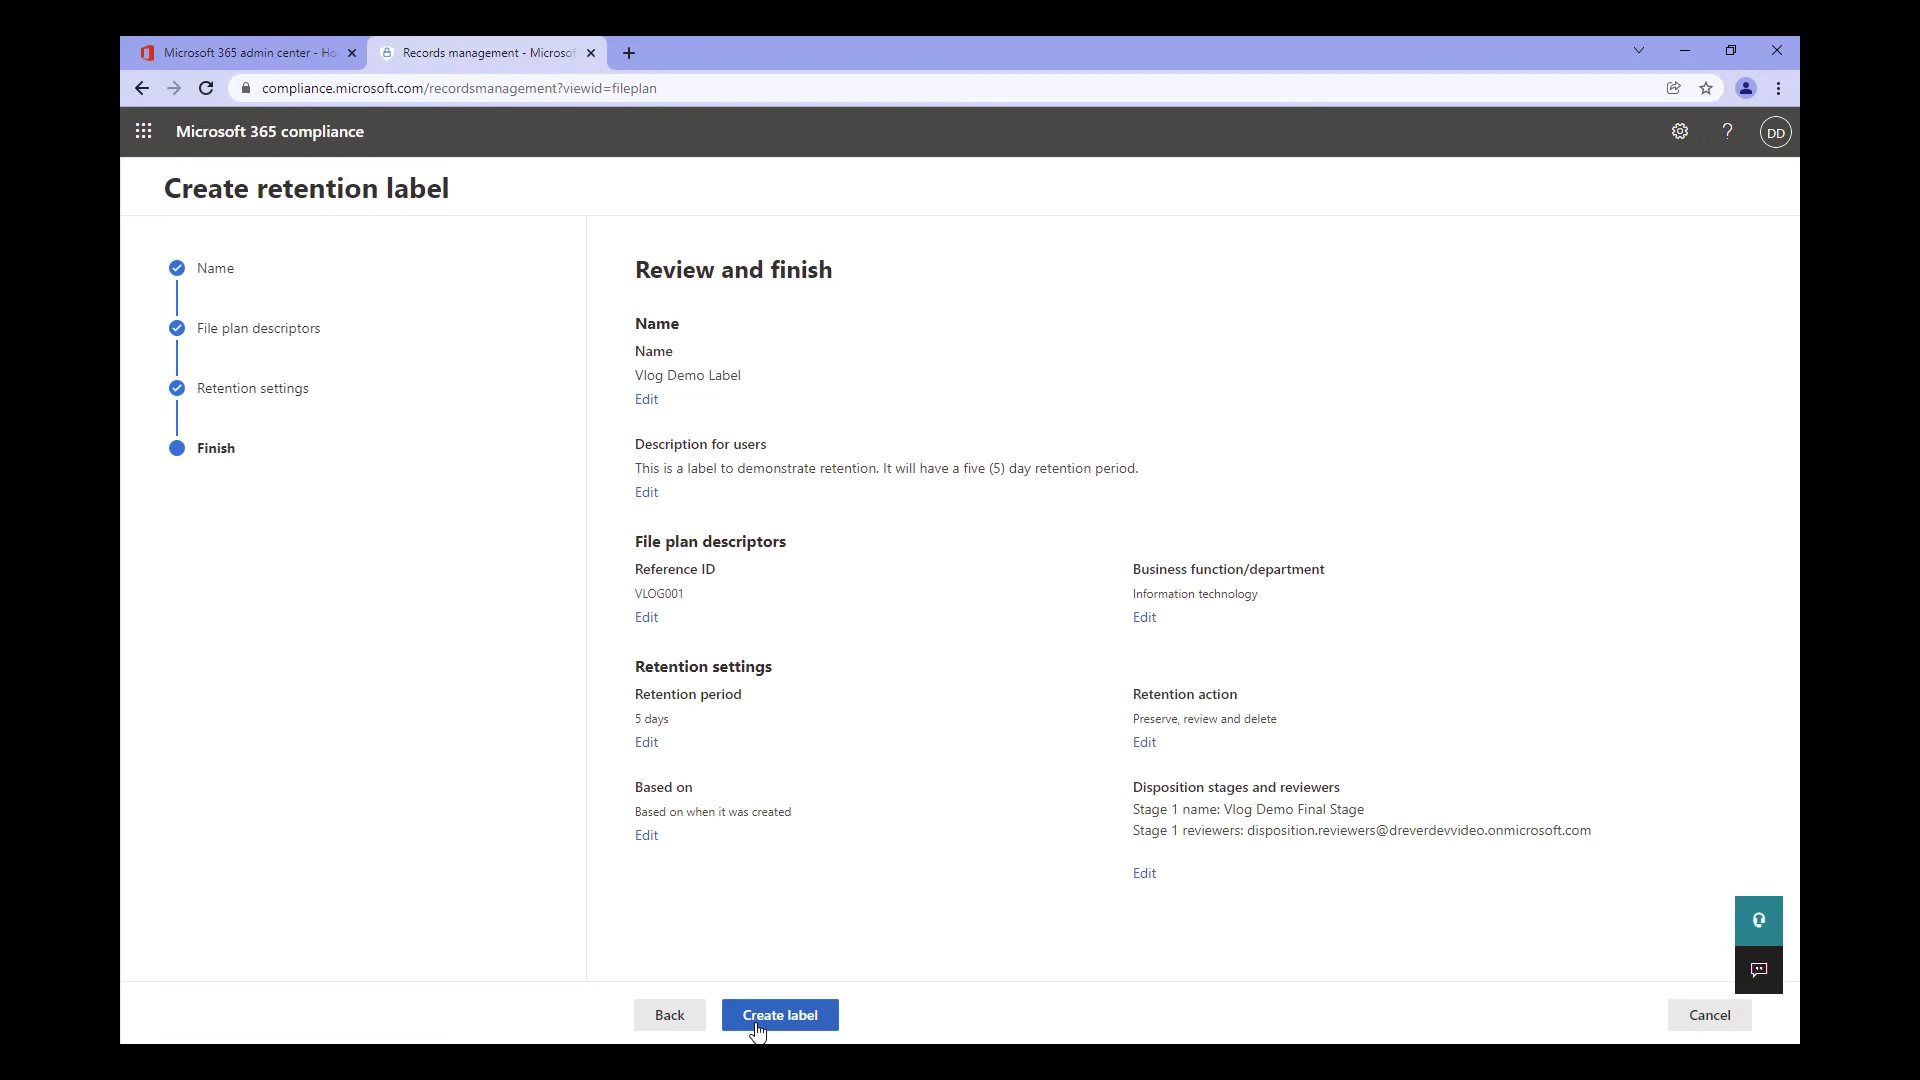 Microsoft 365 admin center - Ho
Records management - Microsof
compliance.microsoft.com/recordsmanagement?viewid=fileplan
Microsoft 365 compliance
?
DD
Create retention label
Name
File plan descriptors
Retention settings
Finish
Review and finish
Name
Name
Vlog Demo Label
Edit
Description for users
This is a label to demonstrate retention. It will have a five (5) day retention period.
Edit
File plan descriptors
Reference ID
VLOG001
Edit
Business function/department
Information technology
Edit
Retention settings
Retention period
5 days
Edit
Retention action
Preserve, review and delete
Edit
Based on
Based on when it was created
Edit
Disposition stages and reviewers
Stage 1 name: Vlog Demo Final Stage
Stage 1 reviewers: disposition.reviewers@dreverdevvideo.onmicrosoft.com
Edit
Back
Create label
Cancel